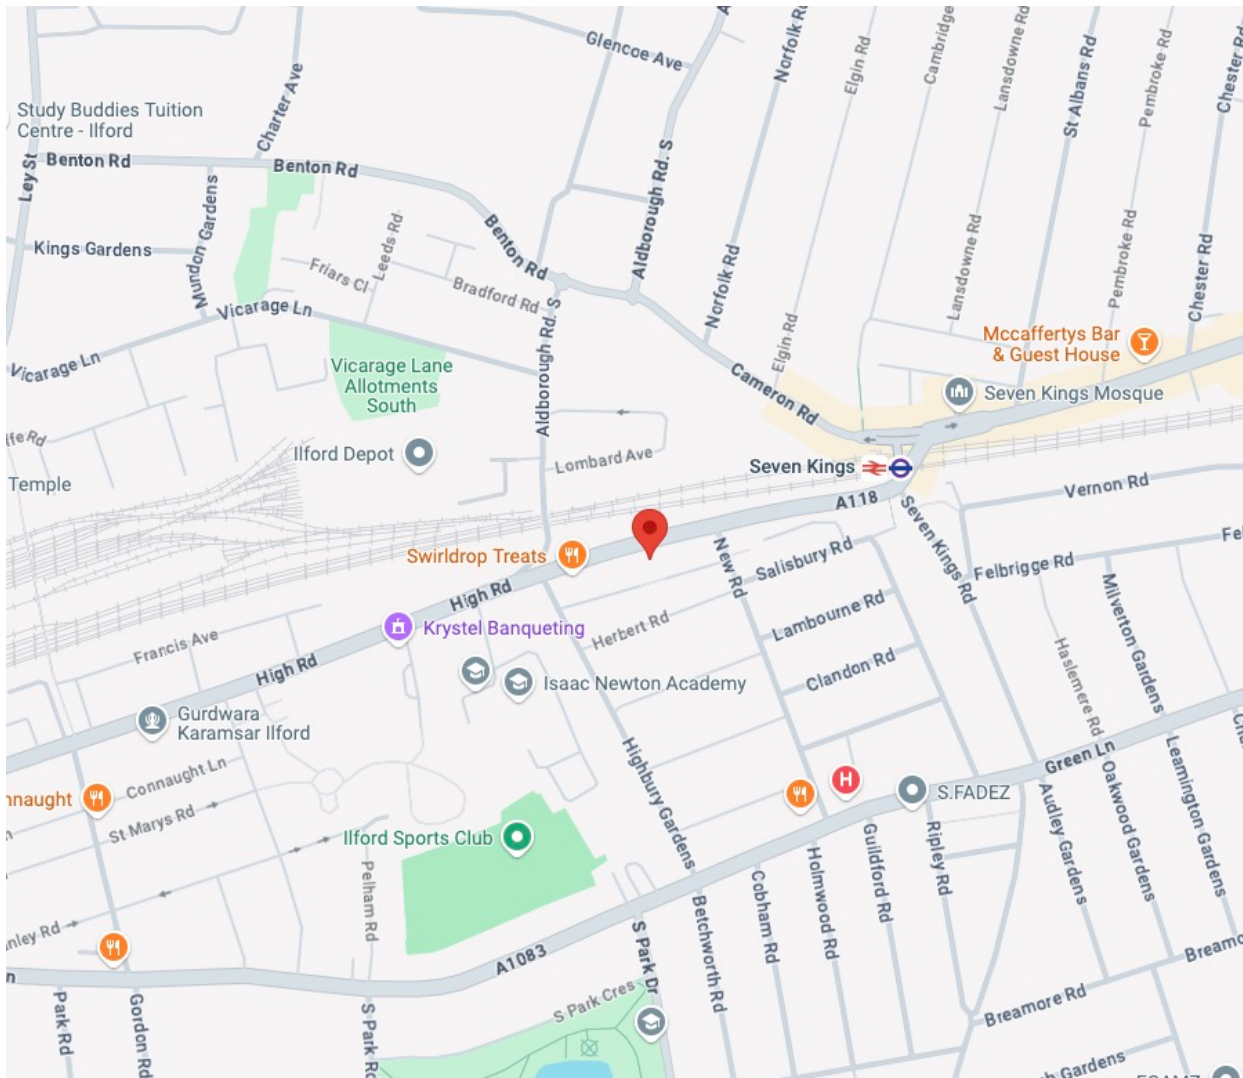 Glencoe Ave
Norfolk Rd
Elgin Rd
Cambridge
Lansdowne Rd
St Albans Rd
Pembroke Rd
Chester Rd
Study Buddies Tuition
Centre - Ilford
Charter Ave
Aldborough Rd. S
Ley St
Benton Rd
Benton Rd
Mundon Gardens
Leeds Rd
Benton Rd
Kings Gardens
Friars Cl
Bradford Rd
Norfolk Rd
Lansdowne Rd
Pembroke Rd
Chester Rd
Vicarage Ln
Aldborough Rd. S
Elgin Rd
Mccaffertys Bar
& Guest House
Vicarage Ln
Vicarage Lane
Allotments
South
Cameron Rd
Seven Kings Mosque
Ilford Depot
Lombard Ave
Seven Kings
Temple
A118
Vernon Rd
Seven Kings Rd
Swirldrop Treats
New Rd
Salisbury Rd
Felbrigge Rd
Fel
High Rd
Milverton Gardens
Lambourne Rd
Krystel Banqueting
Herbert Rd
Francis Ave
High Rd
Clandon Rd
Haslemere Rd
Isaac Newton Academy
Gurdwara
Karamsar Ilford
Highbury Gardens
Green Ln
Leamington Gardens
Connaught Ln
nnaught
St Marys Rd
S.FADEZ
H
Audley Gardens
Oakwood Gardens
Ilford Sports Club
Pelham Rd
Guildford Rd
Ripley Rd
Holmwood Rd
Cobham Rd
Betchworth Rd
nley Rd
A1083
S Park Dr
Breamo
n
Park Rd
Gordon Rd
S Park Rd
S Park Cres
Breamore Rd
Gardens